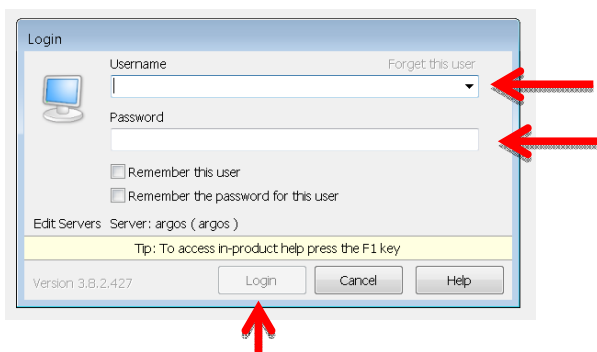 Login
Username Forget this user
Password
Remember this user
Remember the password for this user
Edit Servers Server: argos ( argos )
Tip: To access in-product help press the F1 key
Version 3.8.2.427 Login Cancel Help